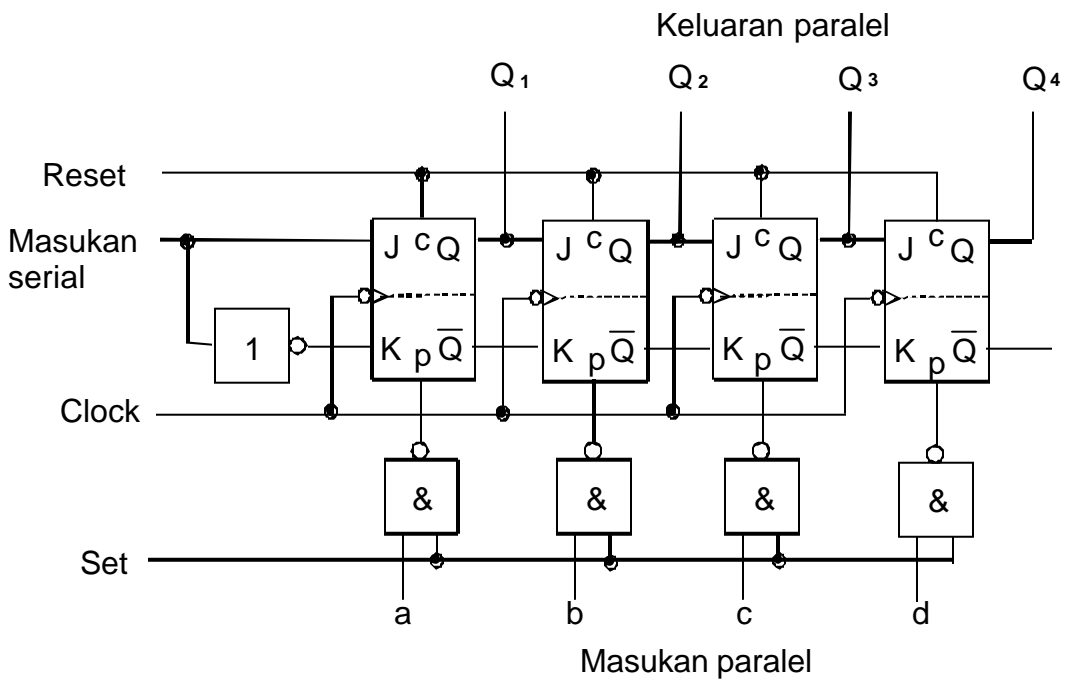 Keluaran paralel
Q1 Q2 Q3 Q4
Reset
Masukan serial
J C Q J C Q J C Q J C Q
1
K p Q̅ K p Q̅ K p Q̅ K p Q̅
Clock
& & & &
Set
a b c d
Masukan paralel